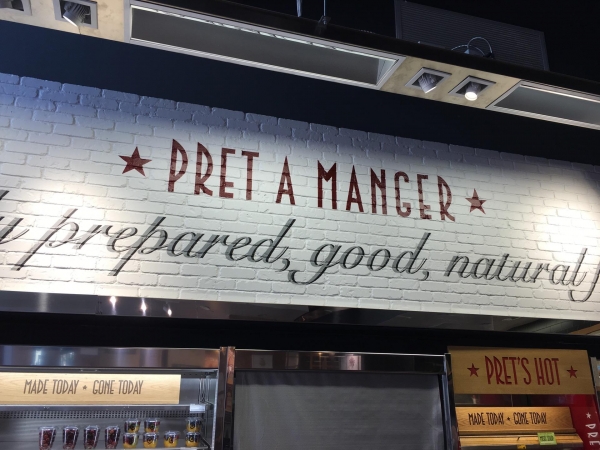 PRET A MANGER
prepared, good, natural
MADE TODAY ★ GONE TODAY
★ PRET'S HOT ★
MADE TODAY ★ GONE TODAY